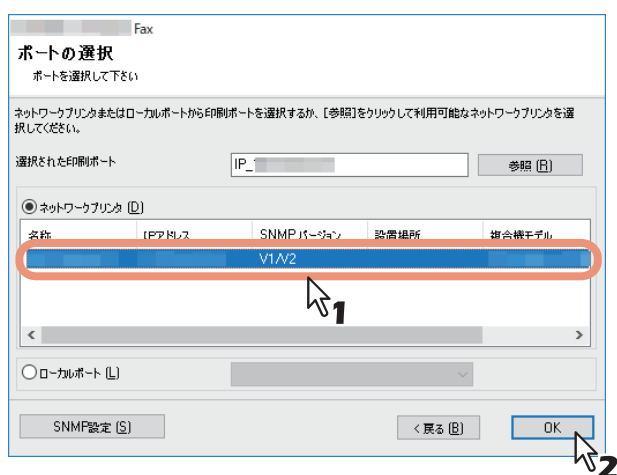 Fax
ポートの選択
ポートを選択して下さい
ネットワークプリンタまたはローカルポートから印刷ポートを選択するか、[参照]をクリックして利用可能なネットワークプリンタを選
択してください。
選択された印刷ポート IP_ 参照 (R)
ネットワークプリンタ (D)
名称 IPアドレス SNMP バージョン 設置場所 複合機モデル
V1/V2
1
ローカルポート (L)
SNMP設定 (S) < 戻る (B) OK
2